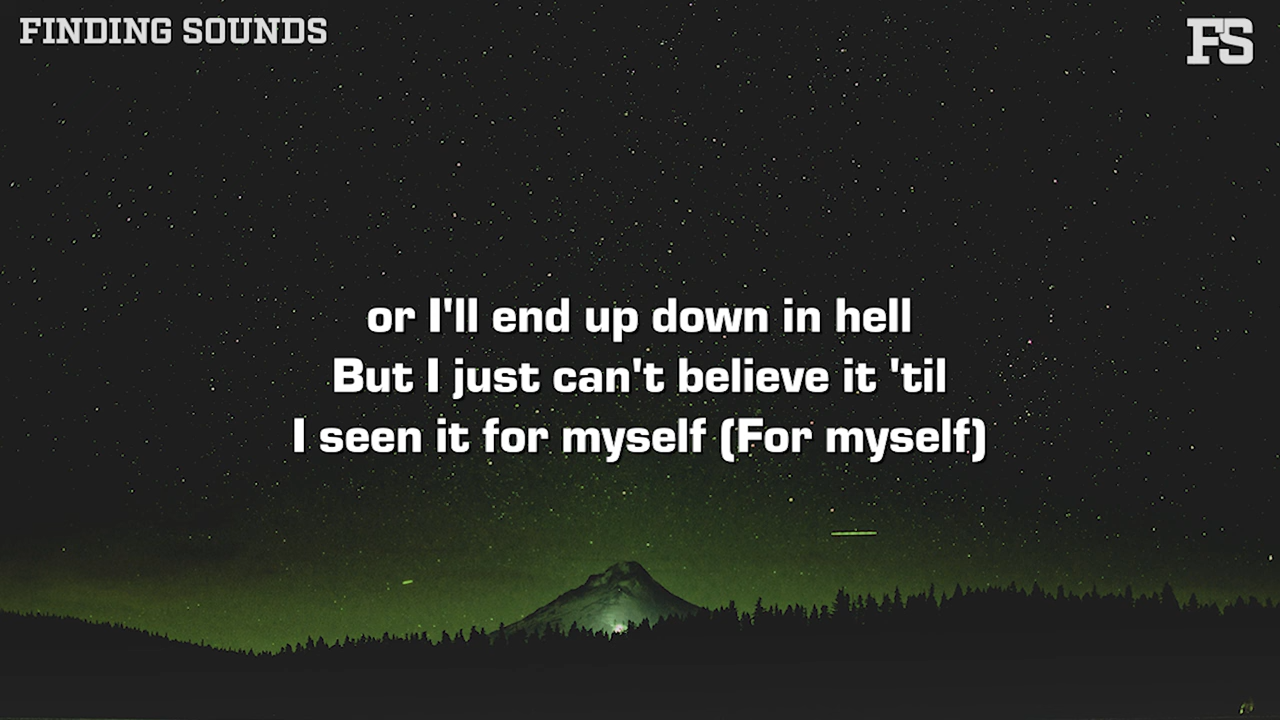 FINDING SOUNDS
FS
or I'll end up down in hell
But I just can't believe it 'til
I seen it for myself (For myself)